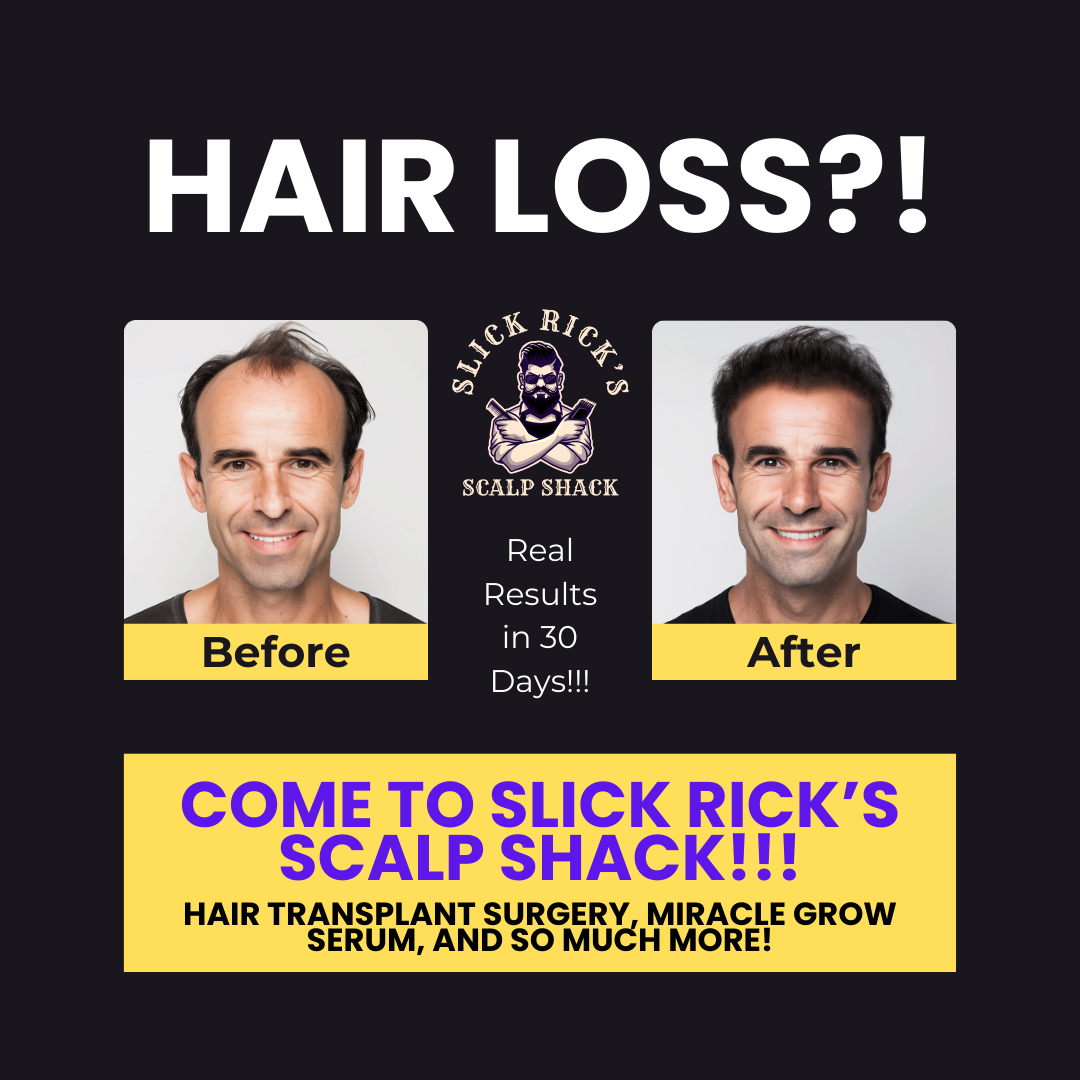 HAIR LOSS?!
SLICK RICK'S
SCALP SHACK
Real
Results
in 30
Days!!!
Before
After
COME TO SLICK RICK’S
SCALP SHACK!!!
HAIR TRANSPLANT SURGERY, MIRACLE GROW
SERUM, AND SO MUCH MORE!